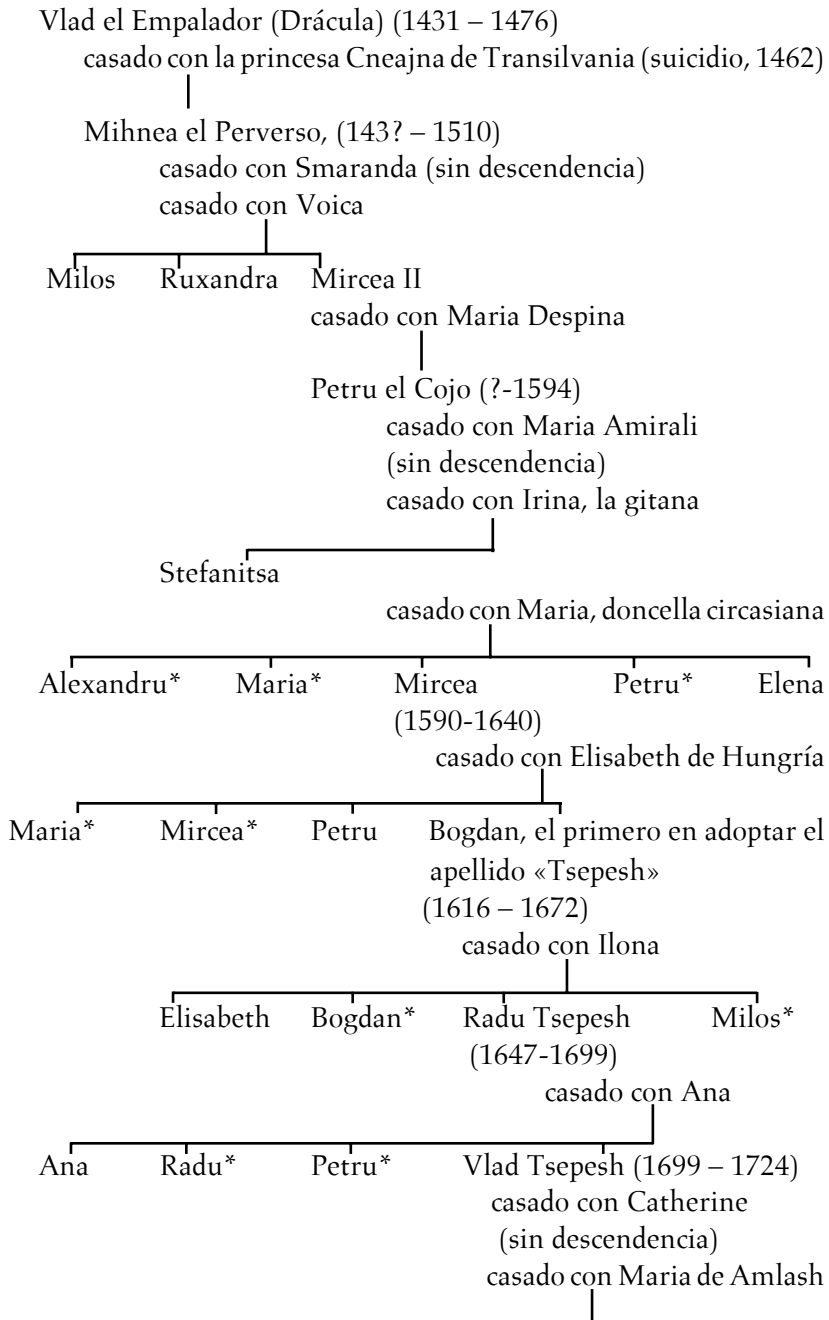 Vlad el Empalador (Drácula) (1431 – 1476)
casado con la princesa Cneajna de Transilvania (suicidio, 1462)
Mihnea el Perverso, (143? – 1510)
casado con Smaranda (sin descendencia)
casado con Voica
Milos Ruxandra Mircea II
casado con Maria Despina
Petru el Cojo (?-1594)
casado con Maria Amirali
(sin descendencia)
casado con Irina, la gitana
Stefanitsa
casado con Maria, doncella circasiana
Alexandru* Maria* Mircea Petru* Elena
(1590-1640)
casado con Elisabeth de Hungría
Maria* Mircea* Petru Bogdan, el primero en adoptar el
apellido «Tsepesh»
(1616 – 1672)
casado con Ilona
Elisabeth Bogdan* Radu Tsepesh Milos*
(1647-1699)
casado con Ana
Ana Radu* Petru* Vlad Tsepesh (1699 – 1724)
casado con Catherine
(sin descendencia)
casado con Maria de Amlash